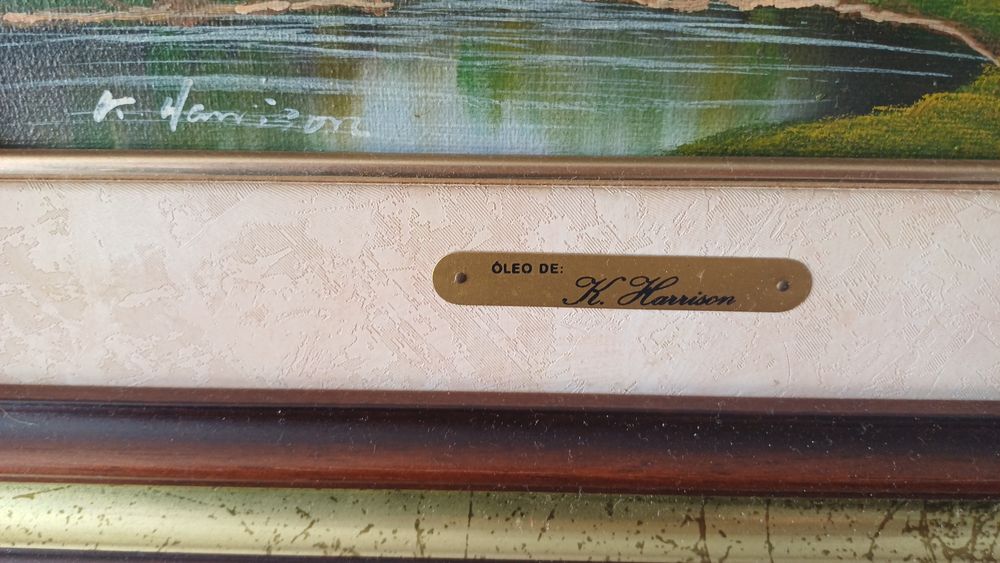 K Harrison
ÓLEO DE:
K. Harrison